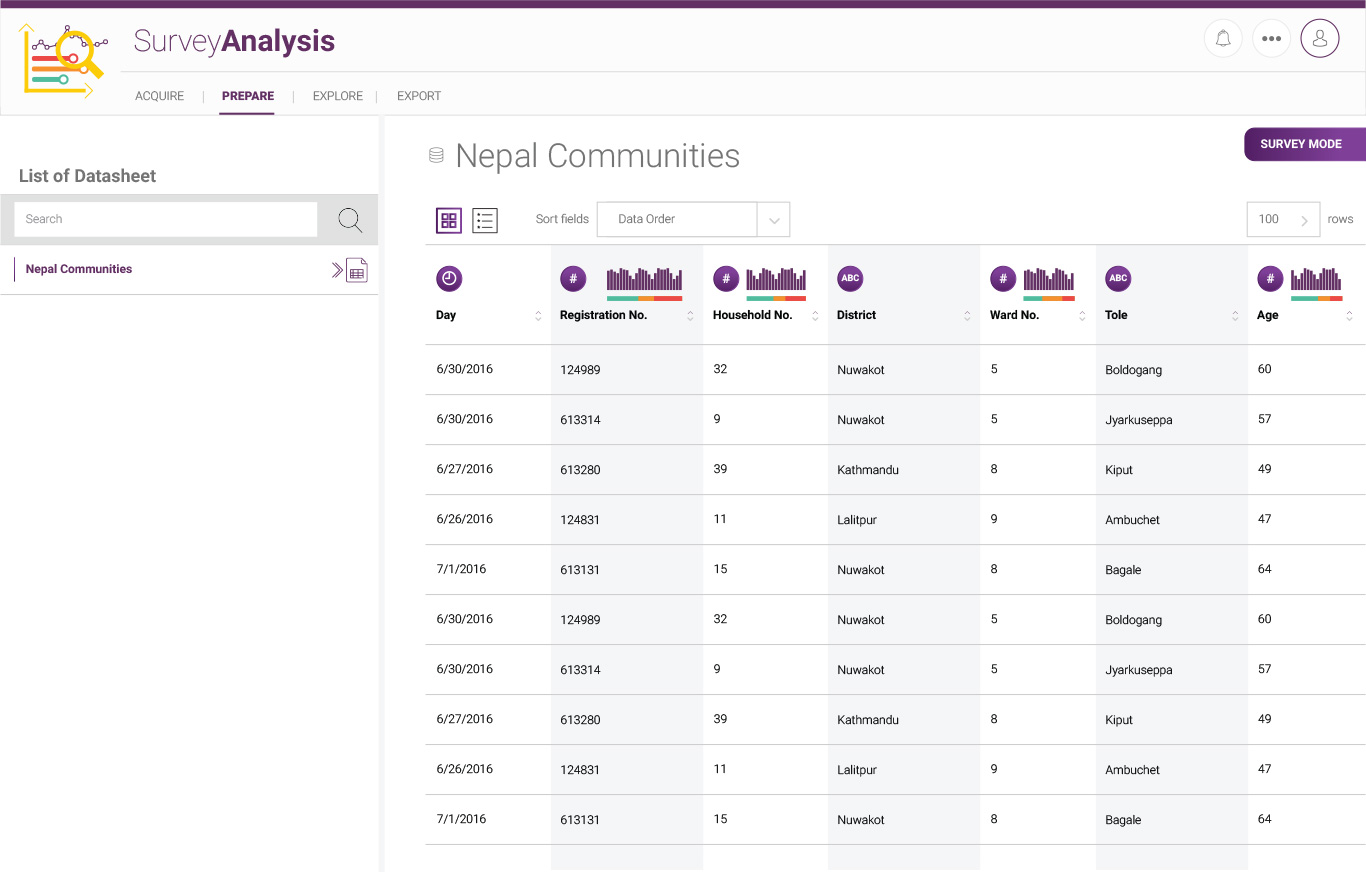 SurveyAnalysis
ACQUIRE | PREPARE | EXPLORE | EXPORT
List of Datasheet
Search
Nepal Communities
Nepal Communities
SURVEY MODE
Sort fields Data Order 100 rows
# # ABC # ABC #
Day Registration No. Household No. District Ward No. Tole Age
6/30/2016 124989 32 Nuwakot 5 Boldogang 60
6/30/2016 613314 9 Nuwakot 5 Jyarkuseppa 57
6/27/2016 613280 39 Kathmandu 8 Kiput 49
6/26/2016 124831 11 Lalitpur 9 Ambuchet 47
7/1/2016 613131 15 Nuwakot 8 Bagale 64
6/30/2016 124989 32 Nuwakot 5 Boldogang 60
6/30/2016 613314 9 Nuwakot 5 Jyarkuseppa 57
6/27/2016 613280 39 Kathmandu 8 Kiput 49
6/26/2016 124831 11 Lalitpur 9 Ambuchet 47
7/1/2016 613131 15 Nuwakot 8 Bagale 64